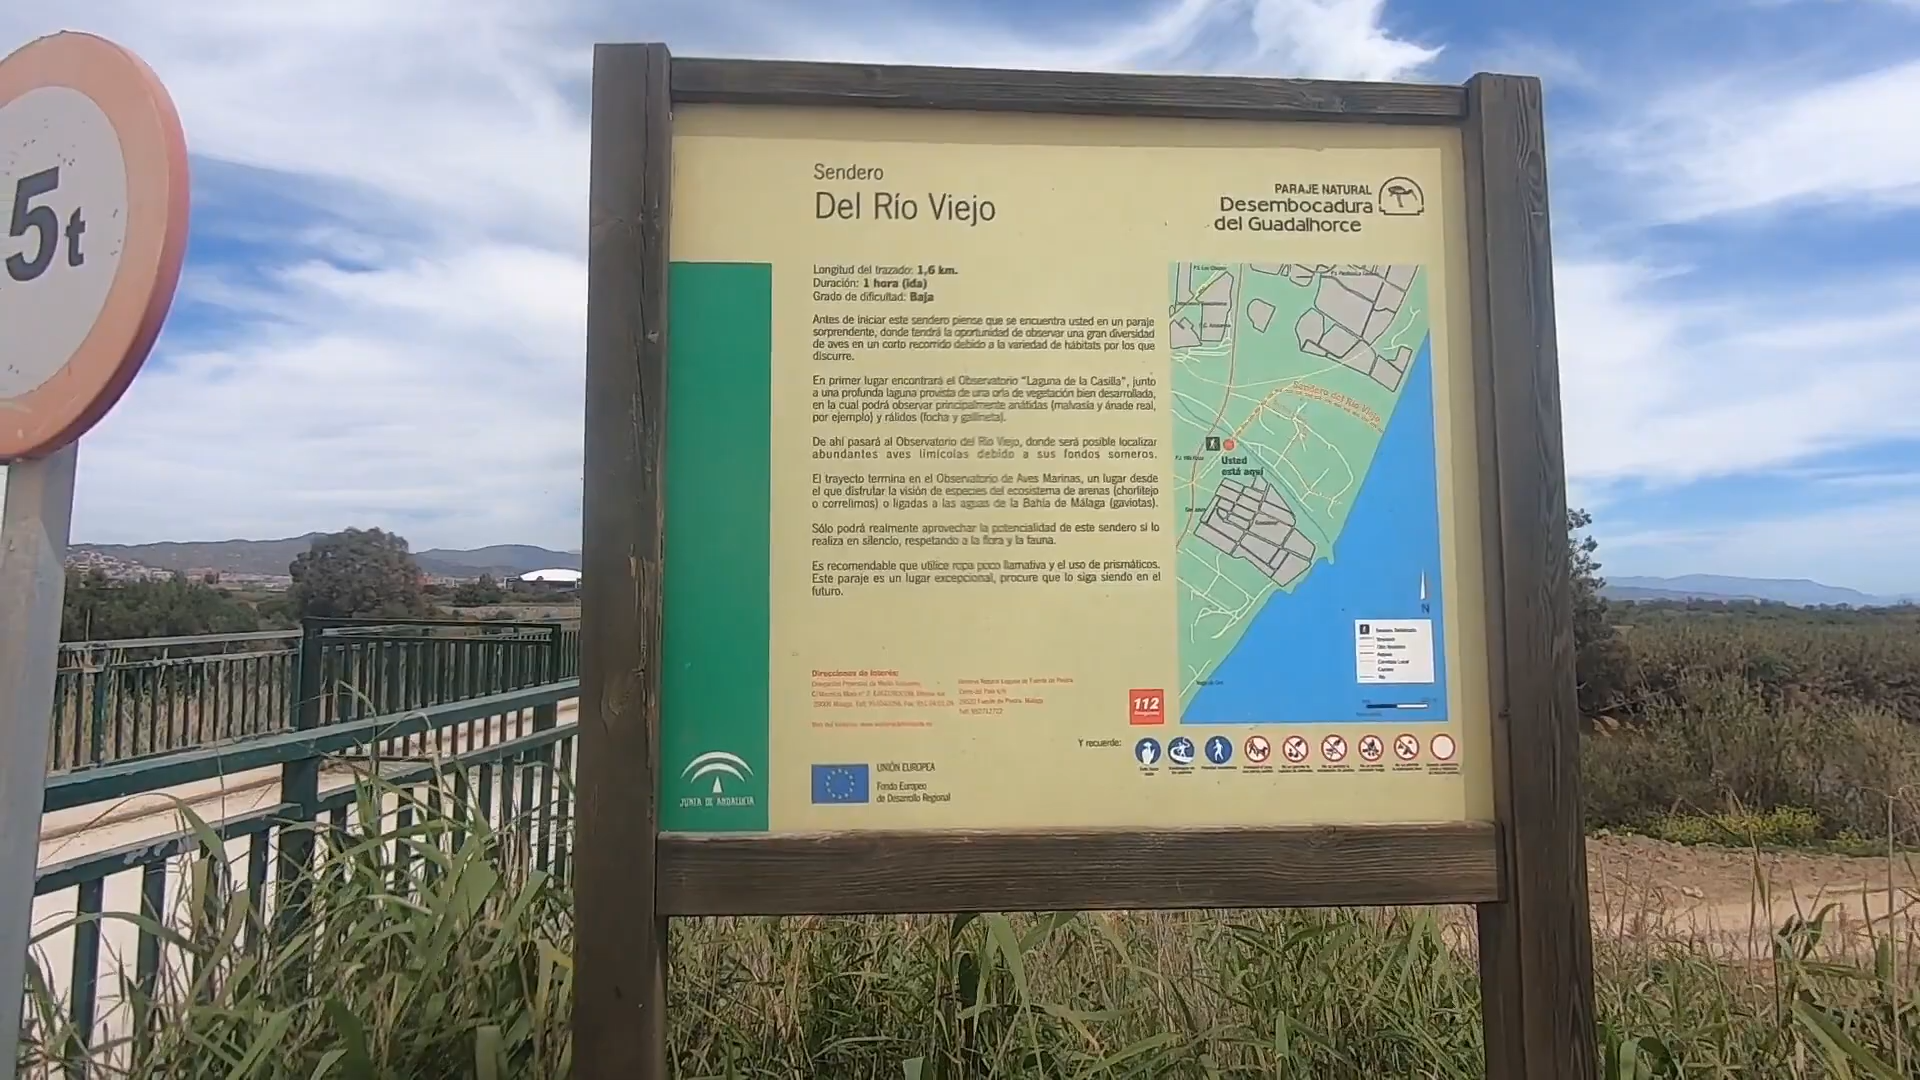 5t
Sendero
Del Río Viejo
PARAJE NATURAL
Desembocadura
del Guadalhorce
Longitud del trazado: 1,6 km.
Duración: 1 hora (ida)
Grado de dificultad: Baja
Antes de iniciar este sendero piense que se encuentra usted en un paraje
sorprendente, donde tendrá la oportunidad de observar una gran diversidad
de aves en un corto recorrido debido a la variedad de hábitats por los que
discurre.
En primer lugar encontrará el Observatorio "Laguna de la Casilla", junto
a una profunda laguna provista de una orla de vegetación bien desarrollada,
en la cual podrá observar principalmente anátidas (malvasía y ánade real,
por ejemplo) y rálidos (focha y gallineta).
De ahí pasará al Observatorio del Río Viejo, donde será posible localizar
abundantes aves limícolas debido a sus fondos someros.
El trayecto termina en el Observatorio de Aves Marinas, un lugar desde
el que disfrutar la visión de especies del ecosistema de arenas (chorlitejo
o correlimos) o ligadas a las aguas de la Bahía de Málaga (gaviotas).
Sólo podrá realmente aprovechar la potencialidad de este sendero si lo
realiza en silencio, respetando a la flora y la fauna.
Es recomendable que utilice ropa poco llamativa y el uso de prismáticos.
Este paraje es un lugar excepcional, procure que lo siga siendo en el
futuro.
Sendero del Río Viejo
Usted
está aquí
N
Direcciones de interés:
112
Y recuerde:
JUNTA DE ANDALUCIA
UNIÓN EUROPEA
Fondo Europeo
de Desarrollo Regional